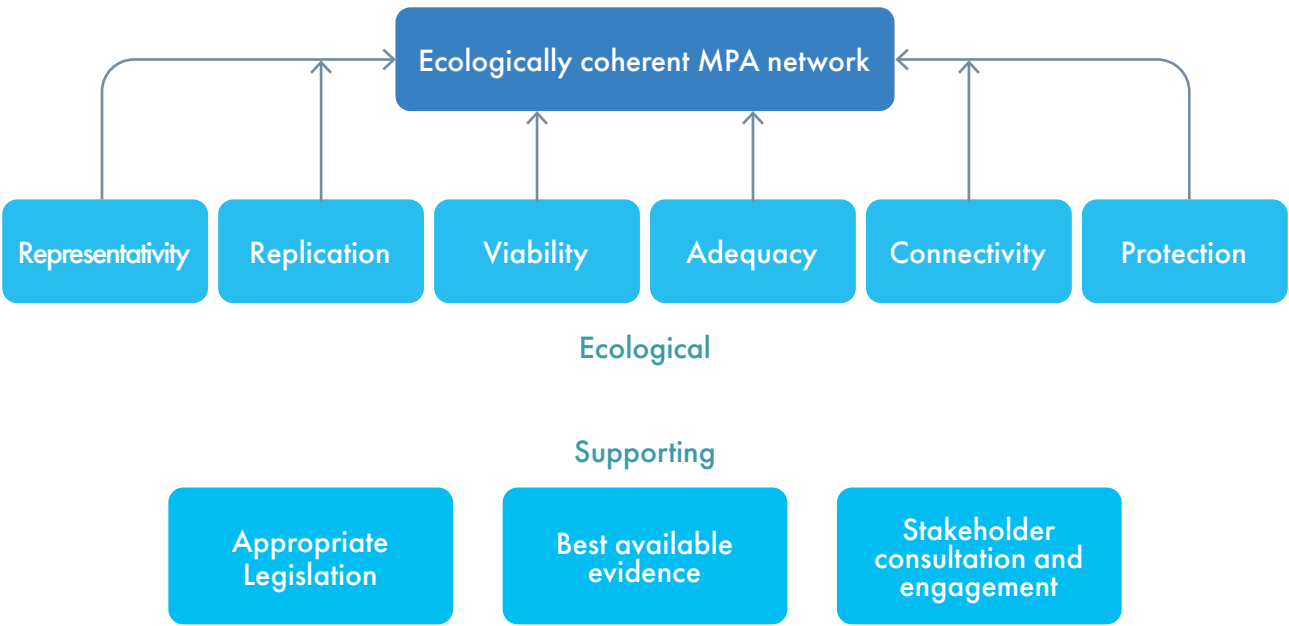 Ecologically coherent MPA network
Representativity
Replication
Viability
Adequacy
Connectivity
Protection
Ecological
Supporting
Appropriate
Legislation
Best available
evidence
Stakeholder
consultation and
engagement